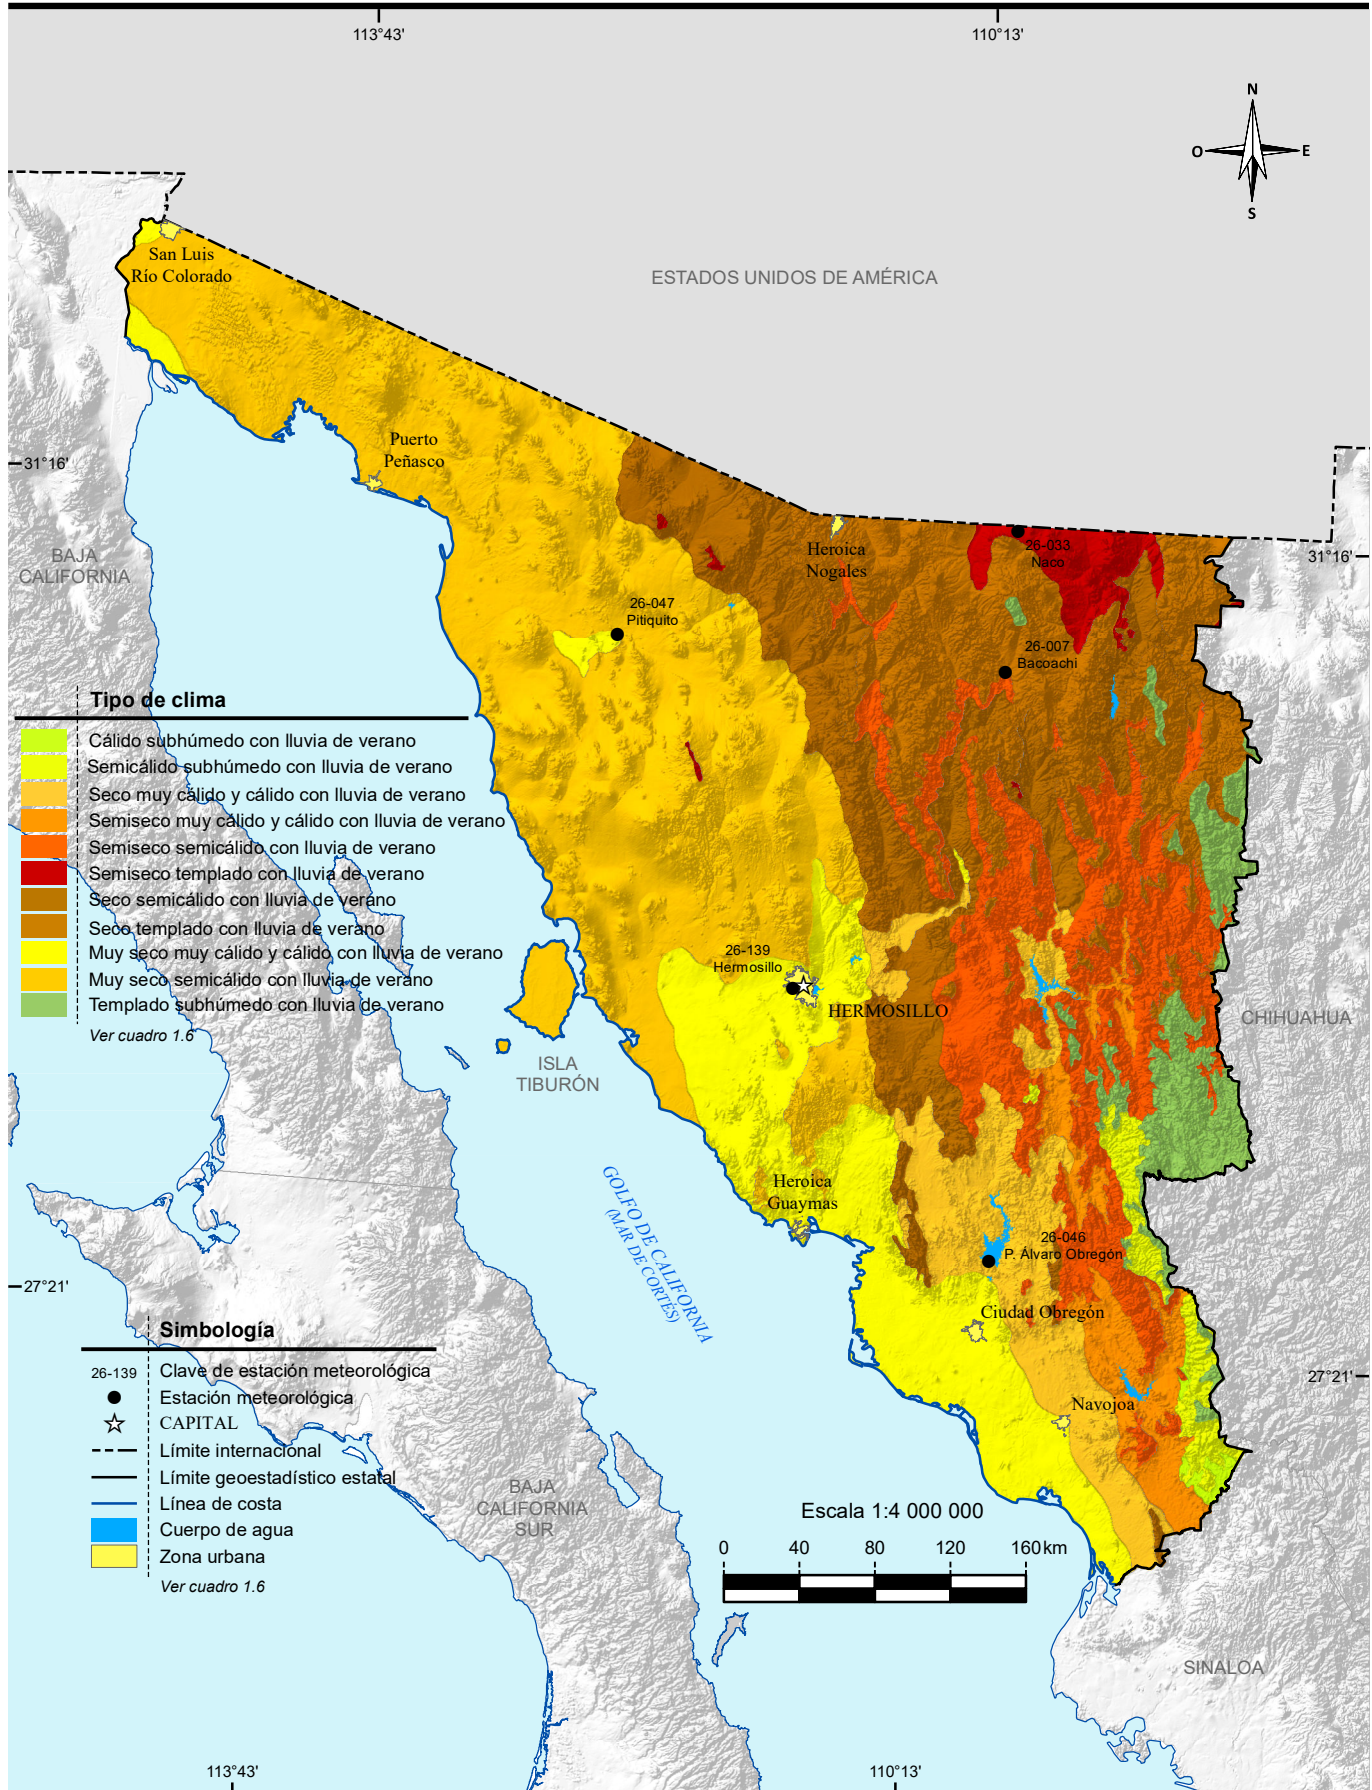 113°43'
110°13'
N
O
E
S
San Luis
Río Colorado
ESTADOS UNIDOS DE AMÉRICA
Puerto
Peñasco
31°16'
BAJA
CALIFORNIA
Heroica
Nogales
26-033
Naco
31°16'
26-047
Pitiquito
26-007
Bacoachi
Tipo de clima
Cálido subhúmedo con lluvia de verano
Semicálido subhúmedo con lluvia de verano
Seco muy cálido y cálido con lluvia de verano
Semiseco muy cálido y cálido con lluvia de verano
Semiseco semicálido con lluvia de verano
Semiseco templado con lluvia de verano
Seco semicálido con lluvia de verano
Seco templado con lluvia de verano
Muy seco muy cálido y cálido con lluvia de verano
Muy seco semicálido con lluvia de verano
Templado subhúmedo con lluvia de verano
Ver cuadro 1.6
26-139
Hermosillo
HERMOSILLO
CHIHUAHUA
ISLA
TIBURÓN
GOLFO DE CALIFORNIA
(MAR DE CORTÉS)
Heroica
Guaymas
26-046
P. Álvaro Obregón
27°21'
Ciudad Obregón
27°21'
Navojoa
Simbología
26-139 Clave de estación meteorológica
Estación meteorológica
CAPITAL
Límite internacional
Límite geoestadístico estatal
Línea de costa
Cuerpo de agua
Zona urbana
Ver cuadro 1.6
BAJA
CALIFORNIA
SUR
Escala 1:4 000 000
0 40 80 120 160 km
SINALOA
113°43'
110°13'